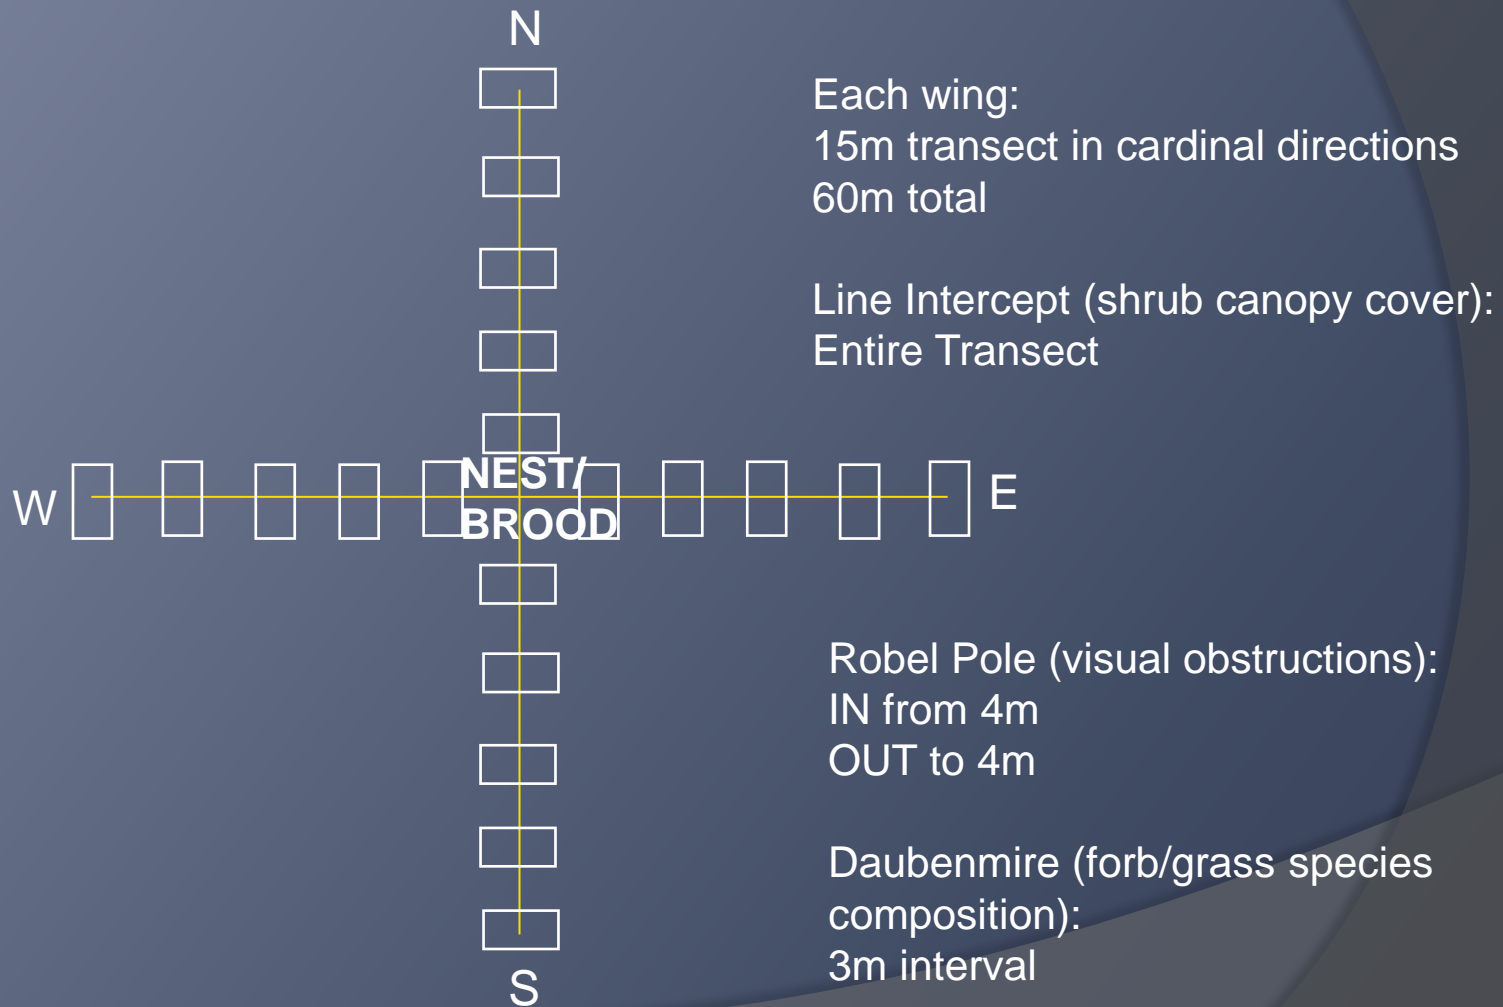 N
Each wing:
15m transect in cardinal directions
60m total
Line Intercept (shrub canopy cover):
Entire Transect
W
NEST/
BROOD
E
Robel Pole (visual obstructions):
IN from 4m
OUT to 4m
Daubenmire (forb/grass species
composition):
3m interval
S